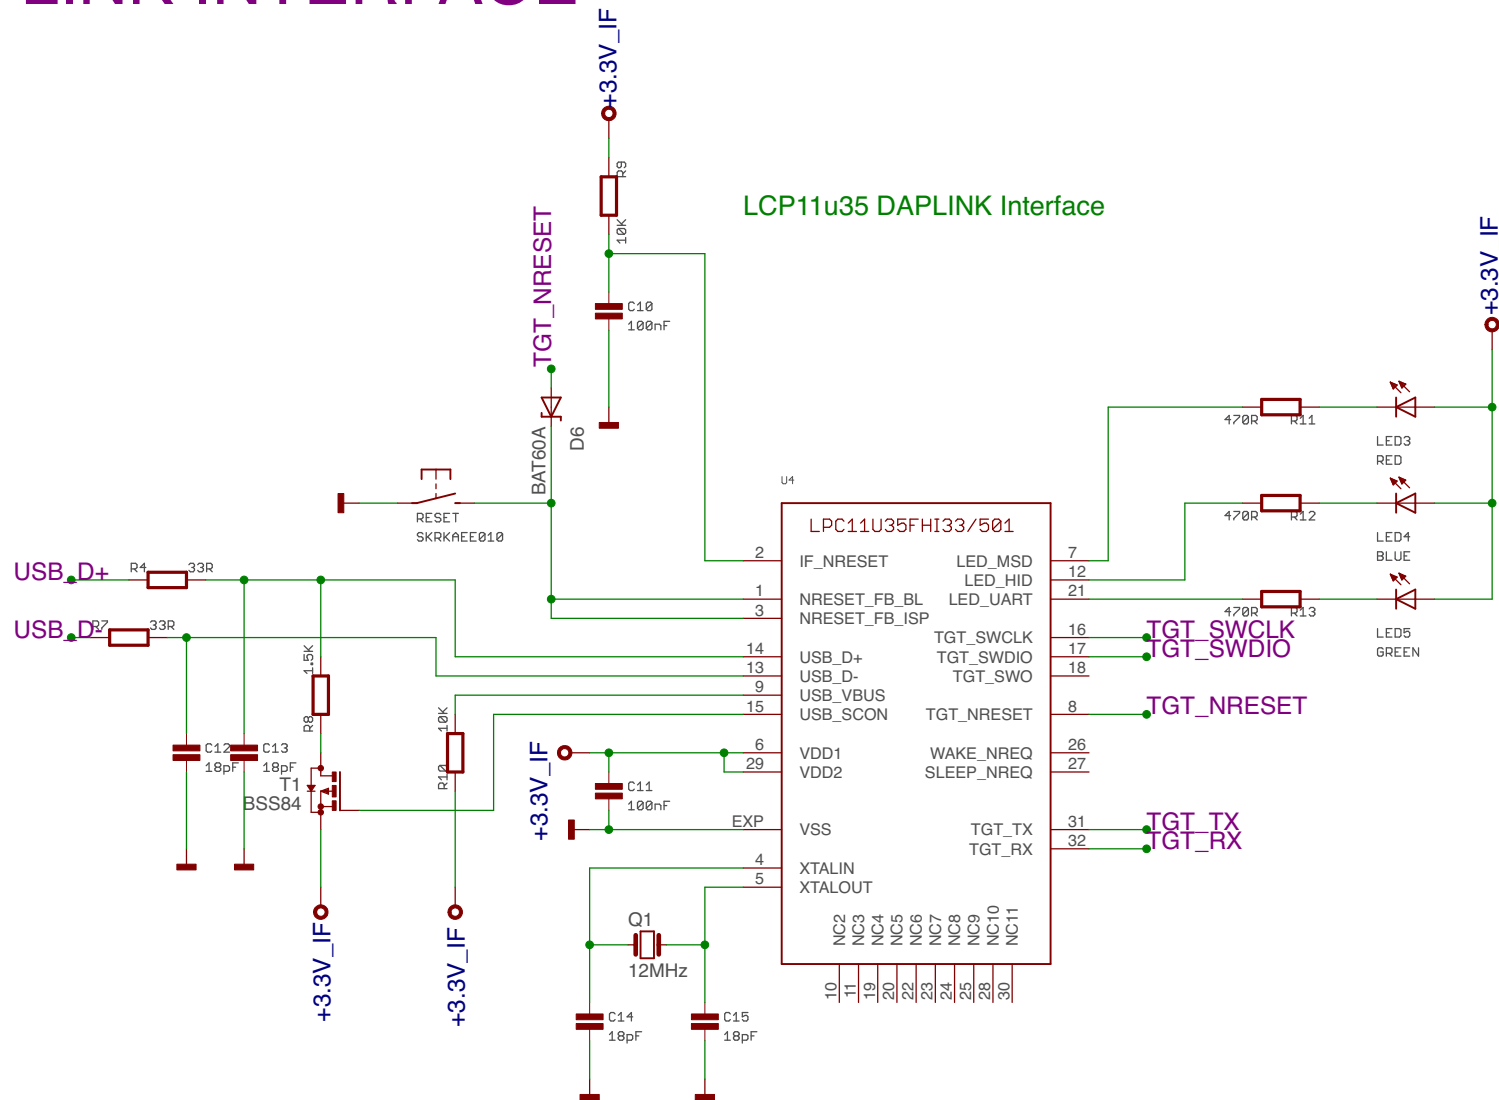 LINK INTERFACE
+3.3V_IF
R9
10K
LCP11u35 DAPLINK Interface
TGT_NRESET
C10
100nF
+3.3V IF
BAT60A
D6
470R
R11
LED3
RED
RESET
SKRKAEE010
470R
R12
LED4
BLUE
470R
R13
LED5
GREEN
U4
LPC11U35FHI33/501
2 IF_NRESET
1 NRESET_FB_BL
3 NRESET_FB_ISP
14 USB_D+
13 USB_D-
9 USB_VBUS
15 USB_SCON
6 VDD1
29 VDD2
EXP VSS
4 XTALIN
5 XTALOUT
LED_MSD 7
LED_HID 12
LED_UART 21
TGT_SWCLK 16
TGT_SWDIO 17
TGT_SWO 18
TGT_NRESET 8
WAKE_NREQ 26
SLEEP_NREQ 27
TGT_TX 31
TGT_RX 32
NC2
NC3
NC4
NC5
NC6
NC7
NC8
NC9
NC10
NC11
10
11
19
20
22
23
24
25
28
30
TGT_SWCLK
TGT_SWDIO
TGT_NRESET
TGT_TX
TGT_RX
USB_D+
R4
33R
USB_D-
R7
33R
1.5K
R8
10K
R10
C12
18pF
C13
18pF
T1
BSS84
+3.3V_IF
+3.3V_IF
+3.3V_IF
C11
100nF
Q1
12MHz
C14
18pF
C15
18pF